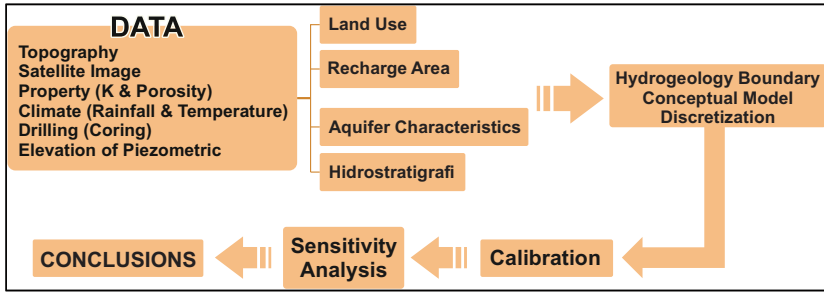 DATA
Topography
Satellite Image
Property (K & Porosity)
Climate (Rainfall & Temperature)
Drilling (Coring)
Elevation of Piezometric
Land Use
Recharge Area
Aquifer Characteristics
Hidrostratigrafi
Hydrogeology Boundary
Conceptual Model
Discretization
Calibration
Sensitivity
Analysis
CONCLUSIONS